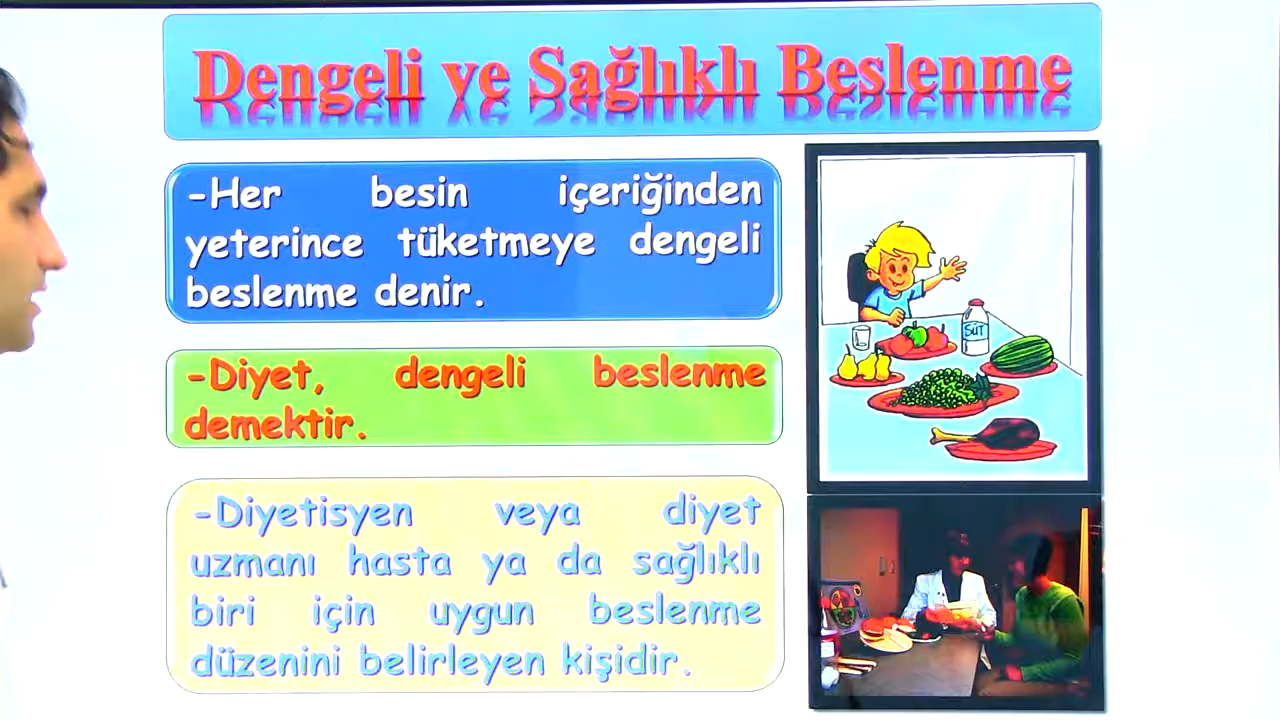 Dengeli ve Sağlıklı Beslenme
-Her besin içeriğinden
yeterince tüketmeye dengeli
beslenme denir.
-Diyet, dengeli beslenme
demektir.
-Diyetisyen veya diyet
uzmanı hasta ya da sağlıklı
biri için uygun beslenme
düzenini belirleyen kişidir.
SÜT